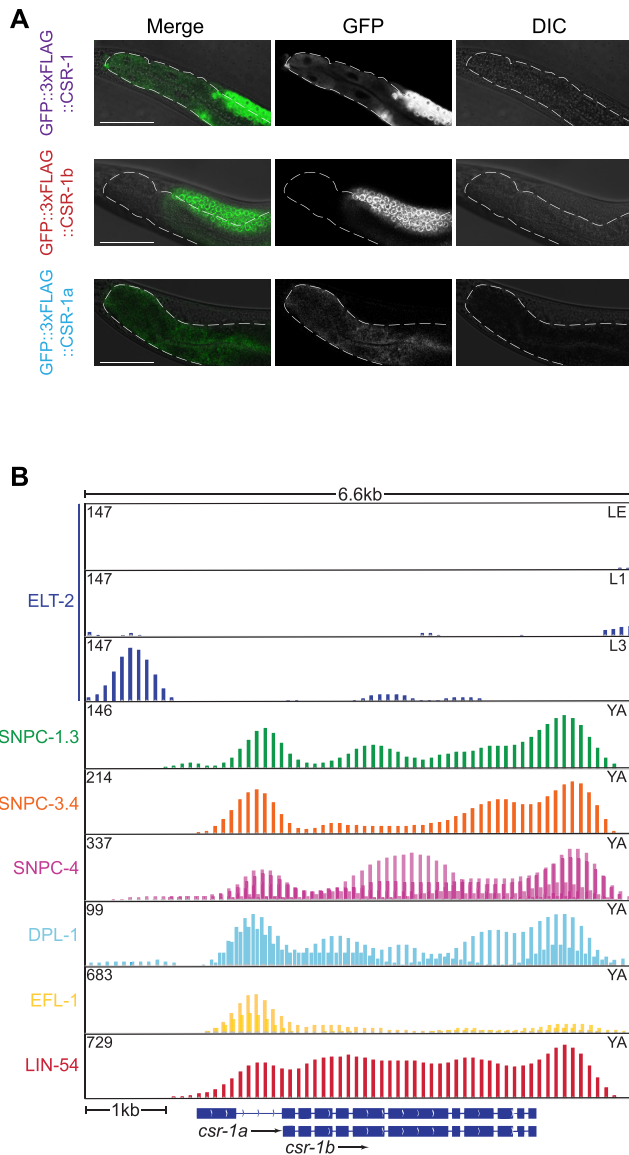 A
Merge GFP DIC
GFP::3xFLAG
::CSR-1
GFP::3xFLAG
::CSR-1b
GFP::3xFLAG
::CSR-1a
B
6.6kb
147 LE
ELT-2
147 L1
147 L3
SNPC-1.3
146 YA
SNPC-3.4
214 YA
SNPC-4
337 YA
DPL-1
99 YA
EFL-1
683 YA
LIN-54
729 YA
1kb
csr-1a
csr-1b